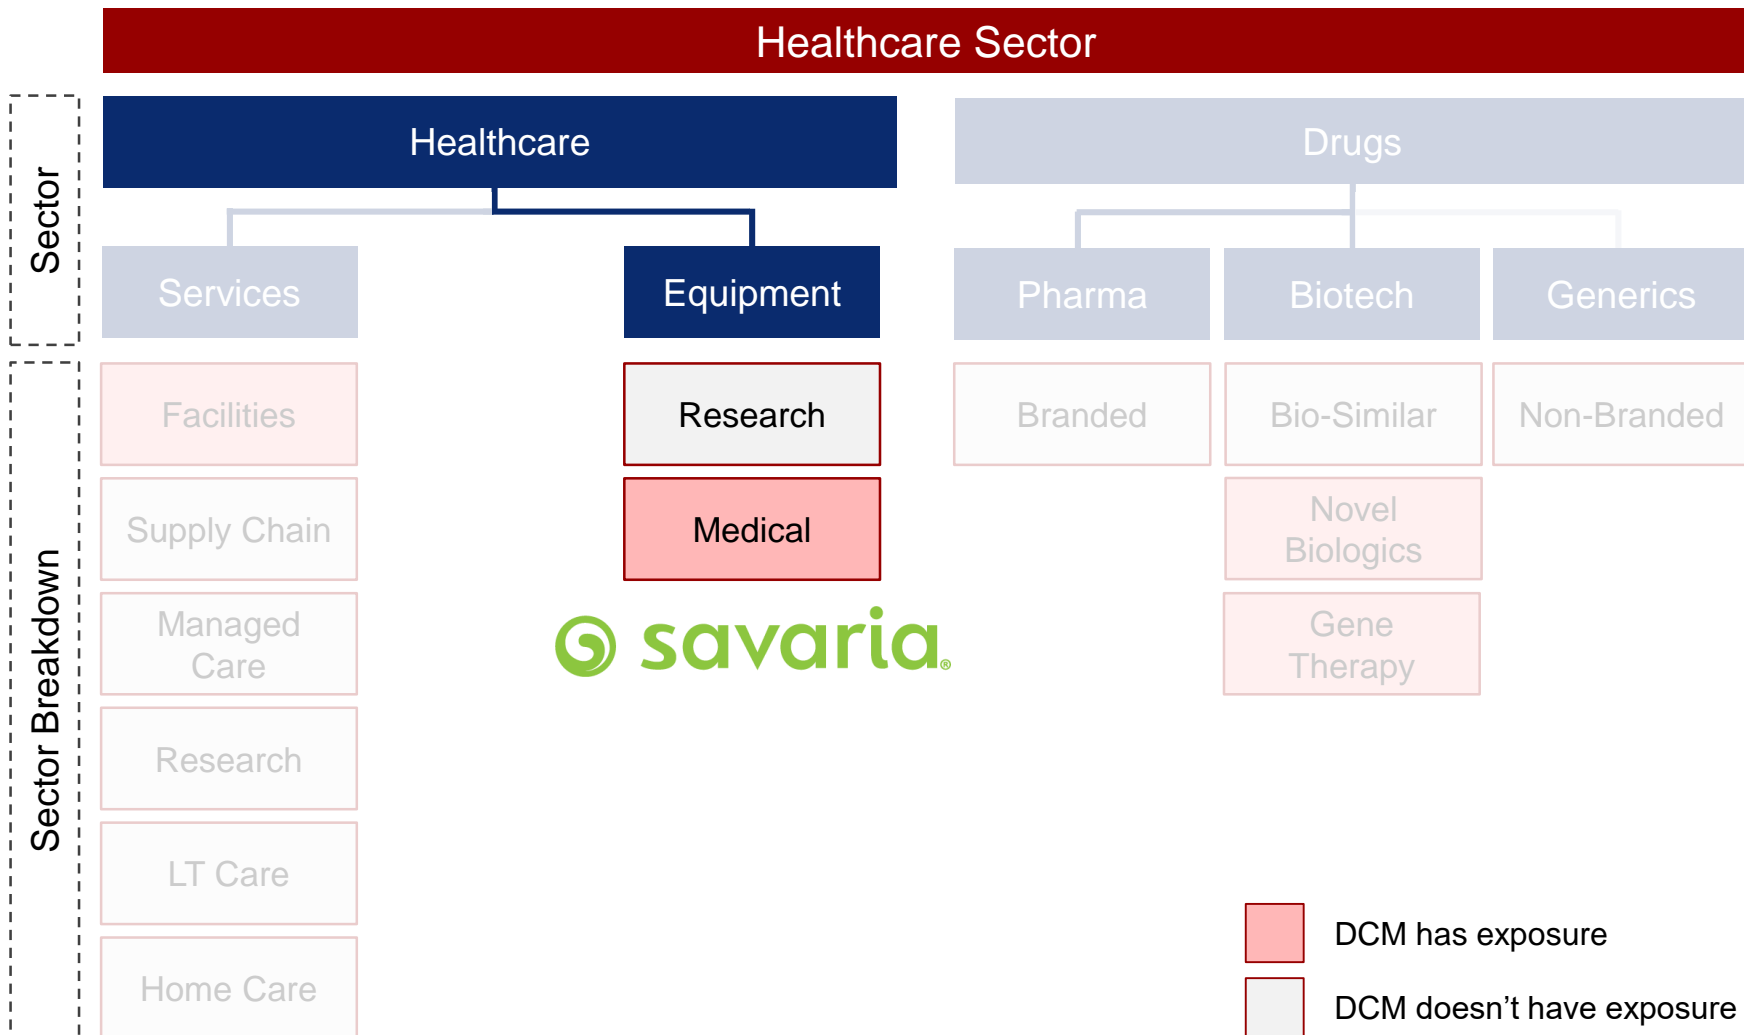 Healthcare Sector
Sector
Healthcare
Drugs
Services
Equipment
Pharma
Biotech
Generics
Sector Breakdown
Facilities
Research
Branded
Bio-Similar
Non-Branded
Supply Chain
Medical
Novel
Biologics
Managed
Care
savaria®
Gene
Therapy
Research
LT Care
Home Care
DCM has exposure
DCM doesn’t have exposure